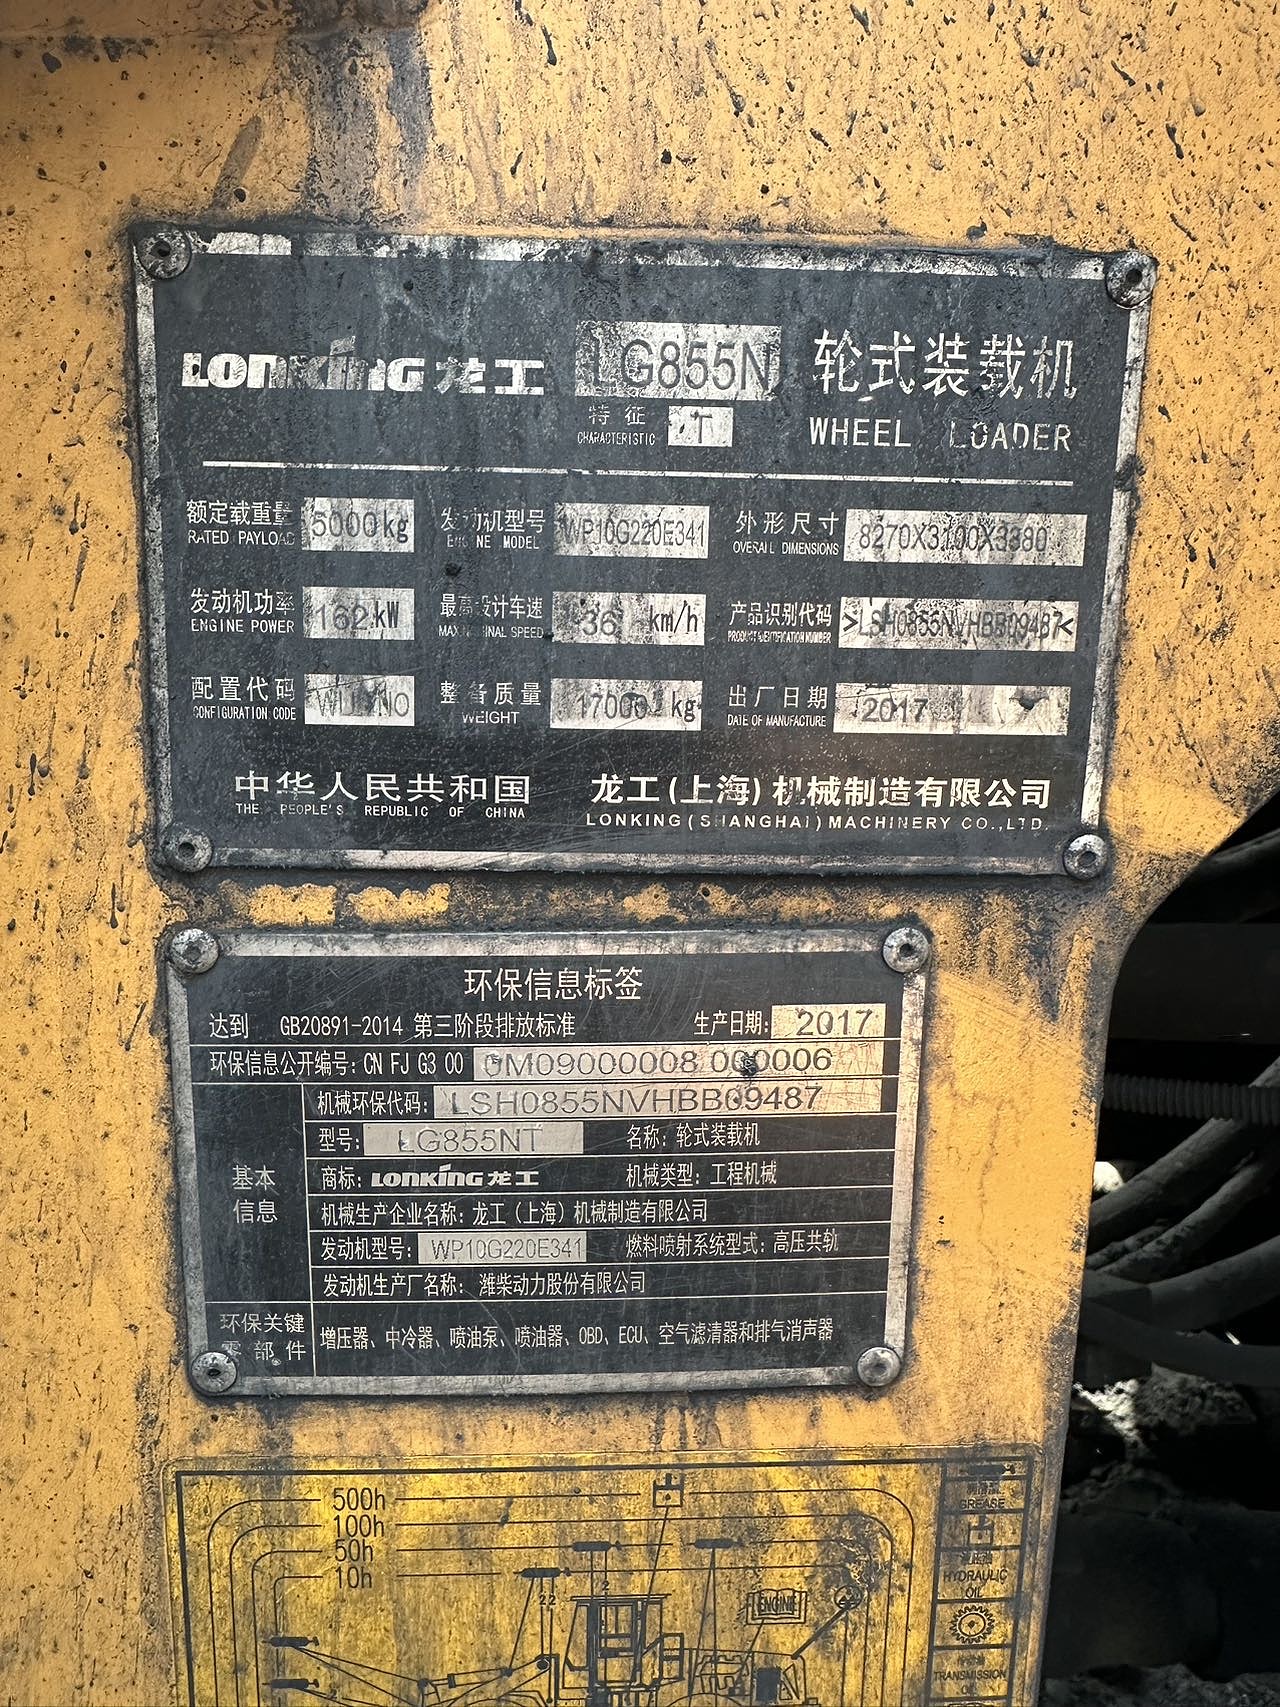 LONKING 龙工 LG855N 轮式装载机
特征
CHARACTERISTIC T WHEEL LOADER
额定载重量 5000kg 发动机型号 WP10G220E341 外形尺寸 8270X3100X3380
RATED PAYLOAD ENGINE MODEL OVERALL DIMENSIONS
发动机功率 162kW 最高设计车速 36 km/h 产品识别代码 >LSH0855NVHBB09487<
ENGINE POWER PRODUCT IDENTIFICATION NUMBER
配置代码 整备质量 17000 kg 出厂日期 2017
CONFIGURATION CODE WEIGHT DATE OF MANUFACTURE
中华人民共和国 龙工(上海)机械制造有限公司
THE PEOPLE'S REPUBLIC OF CHINA LONKING(SHANGHAI)MACHINERY CO.,LTD.
环保信息标签
达到 GB20891-2014 第三阶段排放标准 生产日期: 2017
环保信息公开编号: CN FJ G3 00 0M09000008 000006
机械环保代码: LSH0855NVHBB09487
型号: LG855NT 名称: 轮式装载机
基本信息
商标: LONKING 龙工 机械类型: 工程机械
机械生产企业名称: 龙工(上海)机械制造有限公司
发动机型号: WP10G220E341 燃料喷射系统型式: 高压共轨
发动机生产厂名称: 潍柴动力股份有限公司
环保关键零部件
增压器、中冷器、喷油泵、喷油器、OBD、ECU、空气滤清器和排气消声器
500h
100h
50h
10h
2 2 2
ENGINE
GREASE
HYDRAULIC
OIL
TRANSMISSION